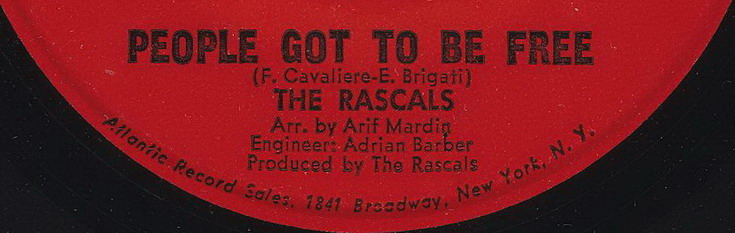 PEOPLE GOT TO BE FREE
(F. Cavaliere-E. Brigati)
THE RASCALS
Arr. by Arif Mardin
Engineer: Adrian Barber
Produced by The Rascals
Atlantic Record Sales, 1841 Broadway, New York, N. Y.